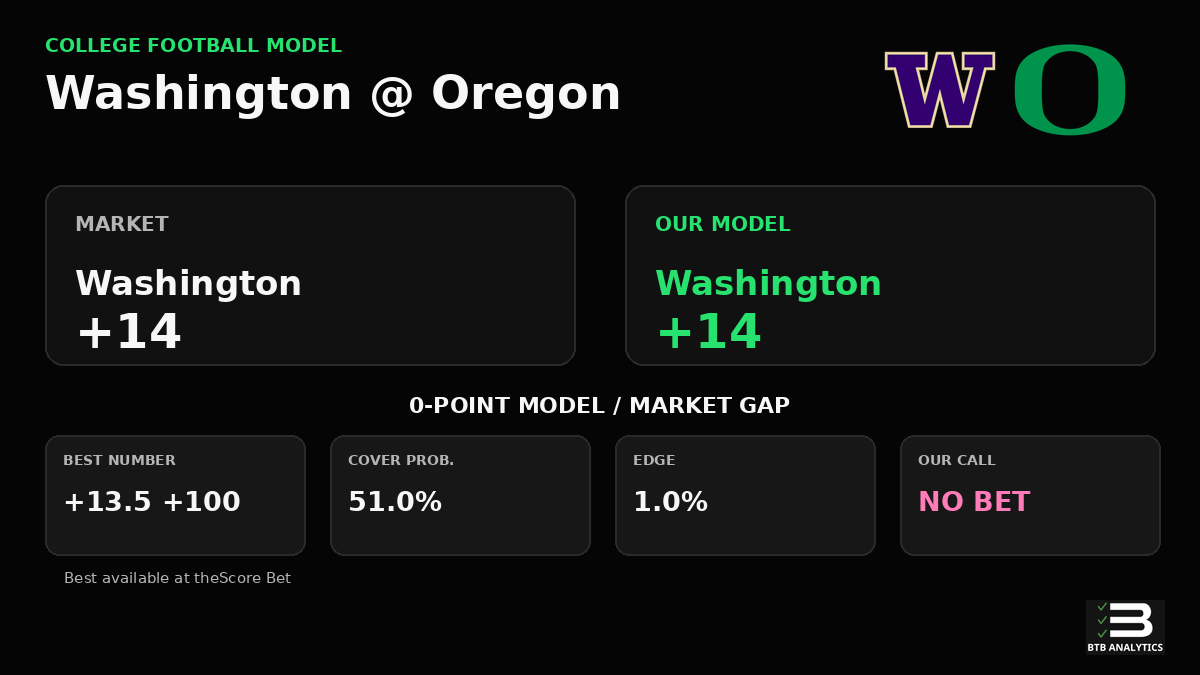 COLLEGE FOOTBALL MODEL
Washington @ Oregon
W O
MARKET
Washington
+14
OUR MODEL
Washington
+14
0-POINT MODEL / MARKET GAP
BEST NUMBER
+13.5 +100
COVER PROB.
51.0%
EDGE
1.0%
OUR CALL
NO BET
Best available at theScore Bet
B
BTB ANALYTICS